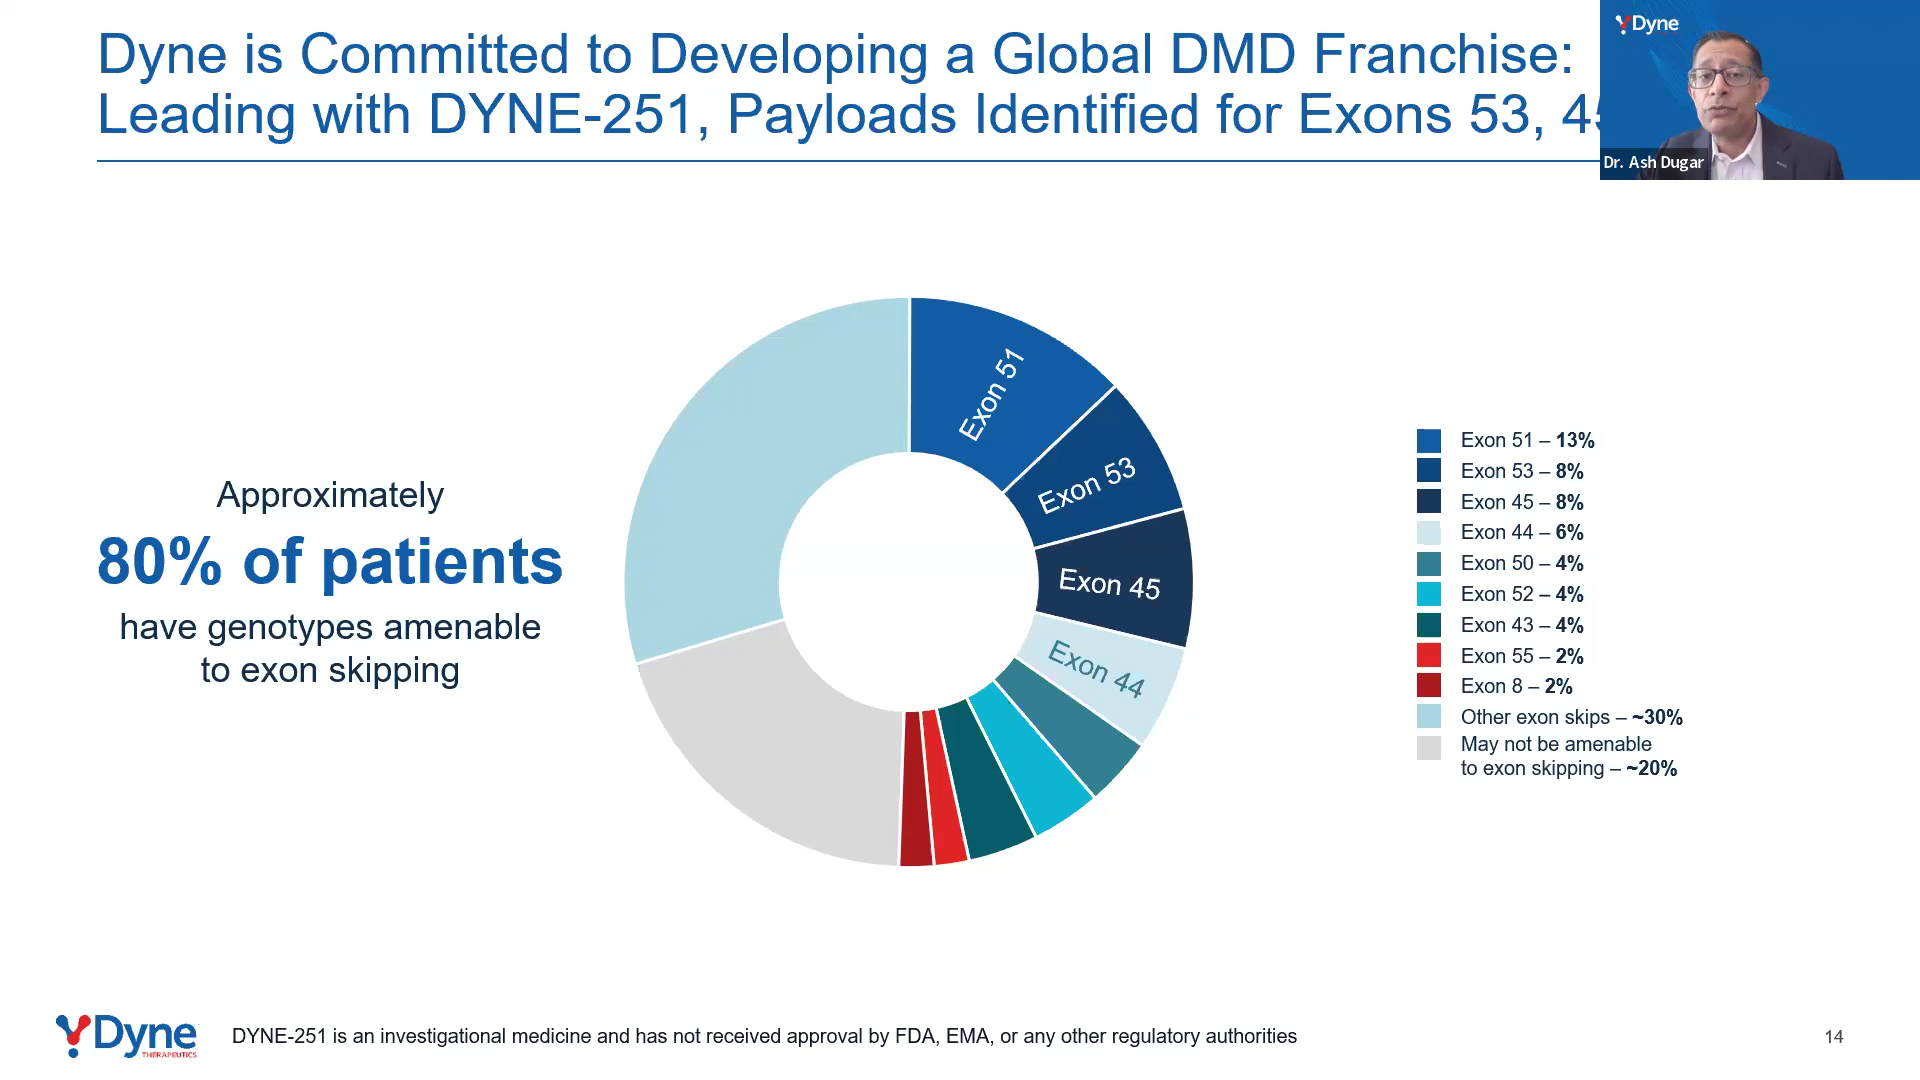 Dyne is Committed to Developing a Global DMD Franchise:
Leading with DYNE-251, Payloads Identified for Exons 53,
Dyne
Dr. Ash Dugar
Approximately
80% of patients
have genotypes amenable
to exon skipping
Exon 51
Exon 53
Exon 45
Exon 44
Exon 51 – 13%
Exon 53 – 8%
Exon 45 – 8%
Exon 44 – 6%
Exon 50 – 4%
Exon 52 – 4%
Exon 43 – 4%
Exon 55 – 2%
Exon 8 – 2%
Other exon skips – ~30%
May not be amenable
to exon skipping – ~20%
Dyne
THERAPEUTICS
DYNE-251 is an investigational medicine and has not received approval by FDA, EMA, or any other regulatory authorities
14